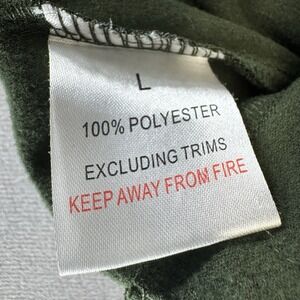 L
100% POLYESTER
EXCLUDING TRIMS
KEEP AWAY FROM FIRE